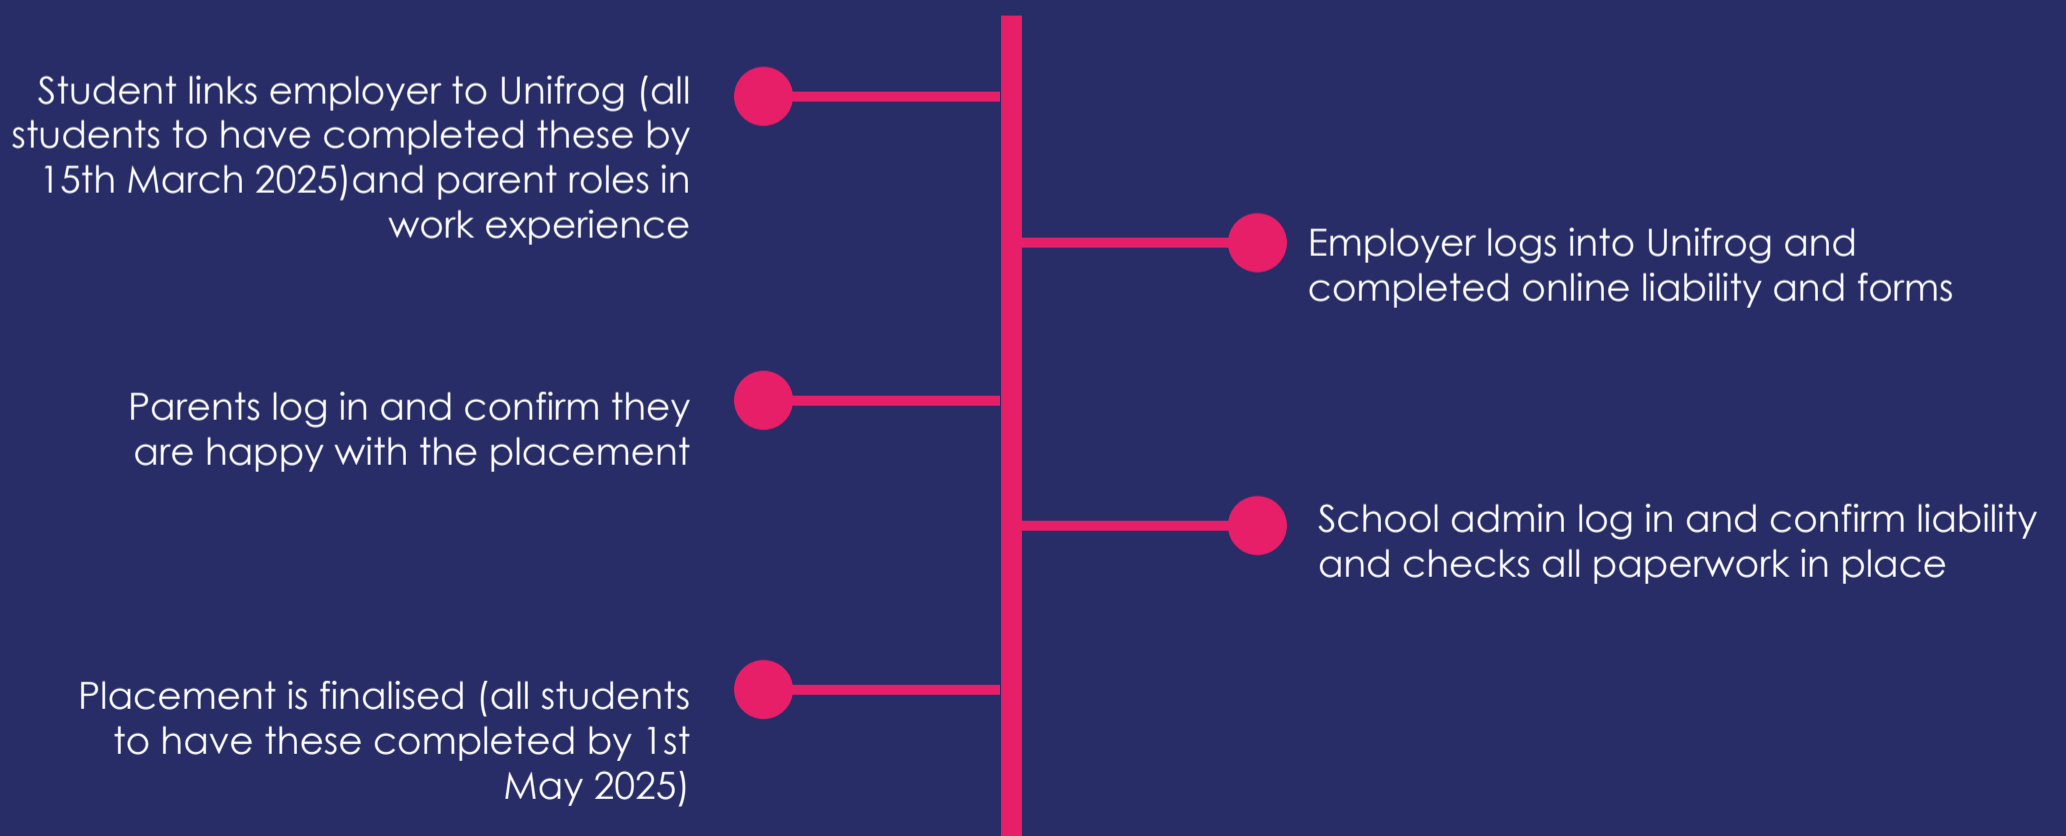 Student links employer to Unifrog (all
students to have completed these by
15th March 2025)and parent roles in
work experience
Employer logs into Unifrog and
completed online liability and forms
Parents log in and confirm they
are happy with the placement
School admin log in and confirm liability
and checks all paperwork in place
Placement is finalised (all students
to have these completed by 1st
May 2025)